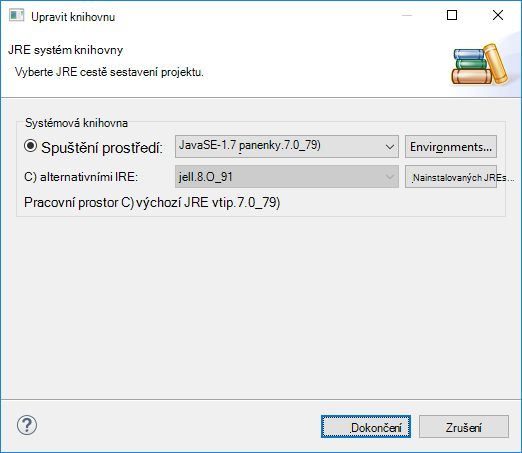 Upravit knihovnu
JRE systém knihovny
Vyberte JRE cestě sestavení projektu.
Systémová knihovna
Spuštění prostředí: JavaSE-1.7 panenky.7.0_79) Environments...
C) alternativními IRE: jell.8.O_91 Nainstalovaných JREs...
Pracovní prostor C) výchozí JRE vtip.7.0_79)
Dokončení Zrušení